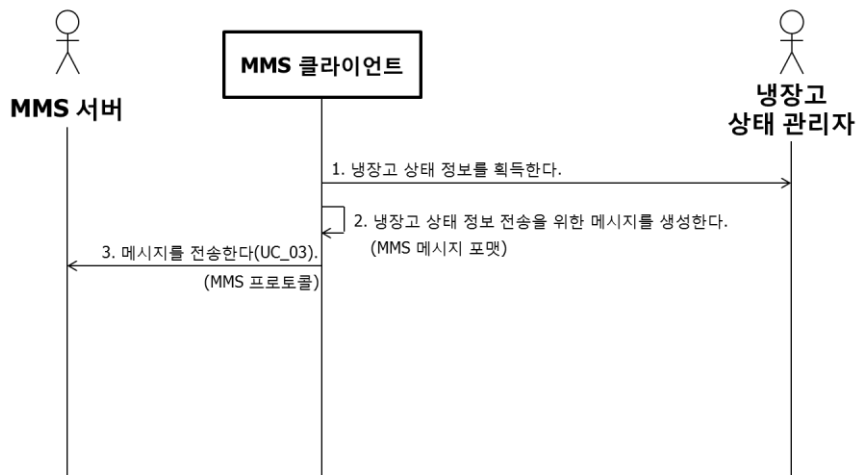 MMS 서버
MMS 클라이언트
냉장고
상태 관리자
1. 냉장고 상태 정보를 획득한다.
2. 냉장고 상태 정보 전송을 위한 메시지를 생성한다.
(MMS 메시지 포맷)
3. 메시지를 전송한다(UC_03).
(MMS 프로토콜)